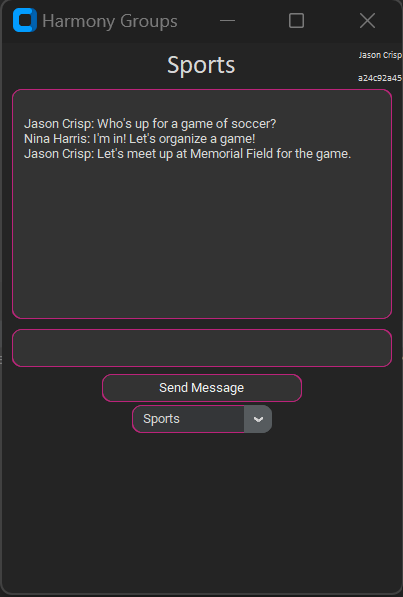 Harmony Groups
Sports
Jason Crisp
a24c92a45
Jason Crisp: Who's up for a game of soccer?
Nina Harris: I'm in! Let's organize a game!
Jason Crisp: Let's meet up at Memorial Field for the game.
Send Message
Sports